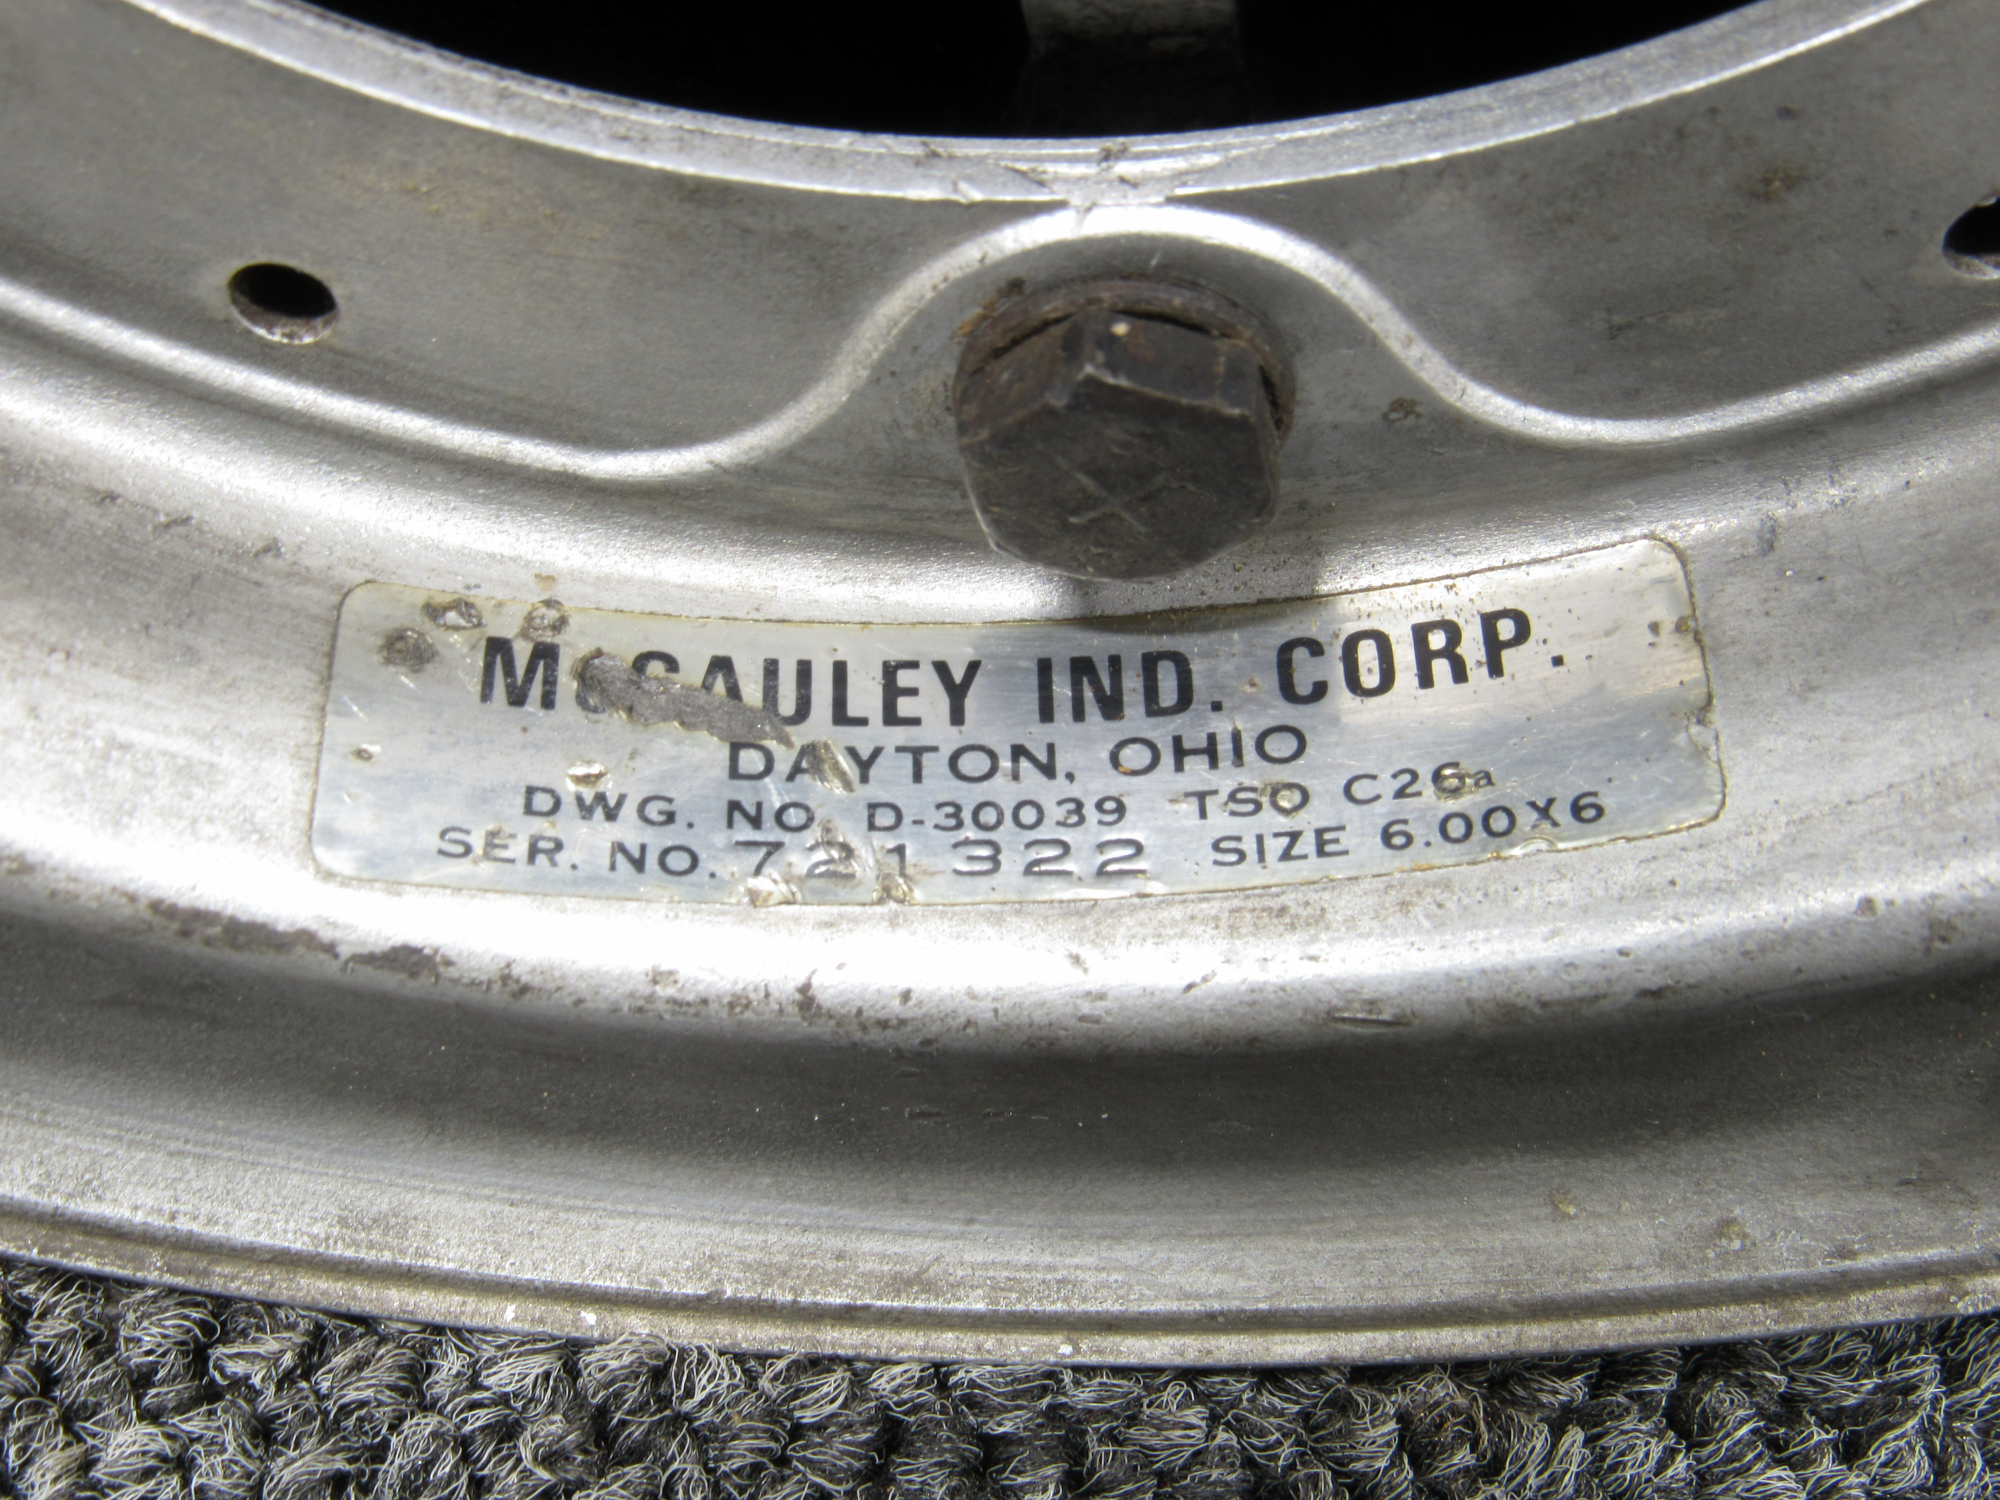 McCAULEY IND. CORP.
DAYTON, OHIO
DWG. NO. D-30039 TSO C26a
SER. NO. 721322 SIZE 6.00X6